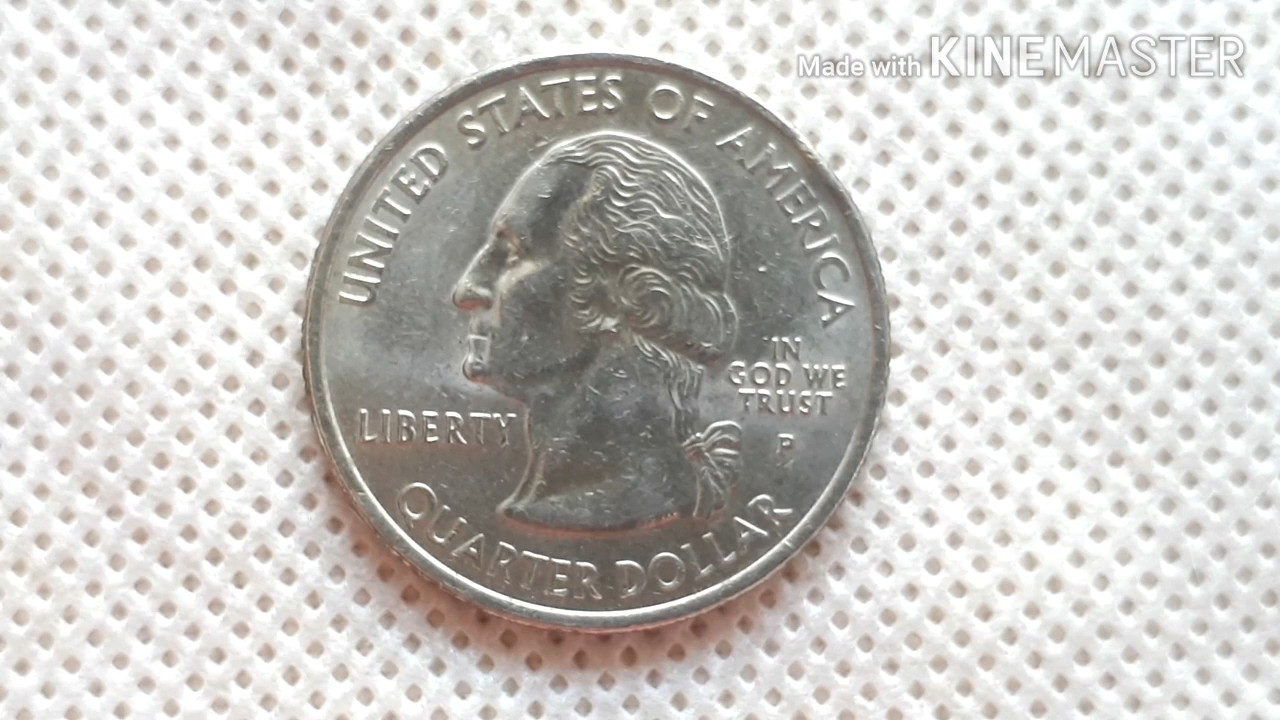 Made with KINEMASTER
UNITED STATES OF AMERICA
IN
GOD WE
TRUST
LIBERTY
P
QUARTER DOLLAR